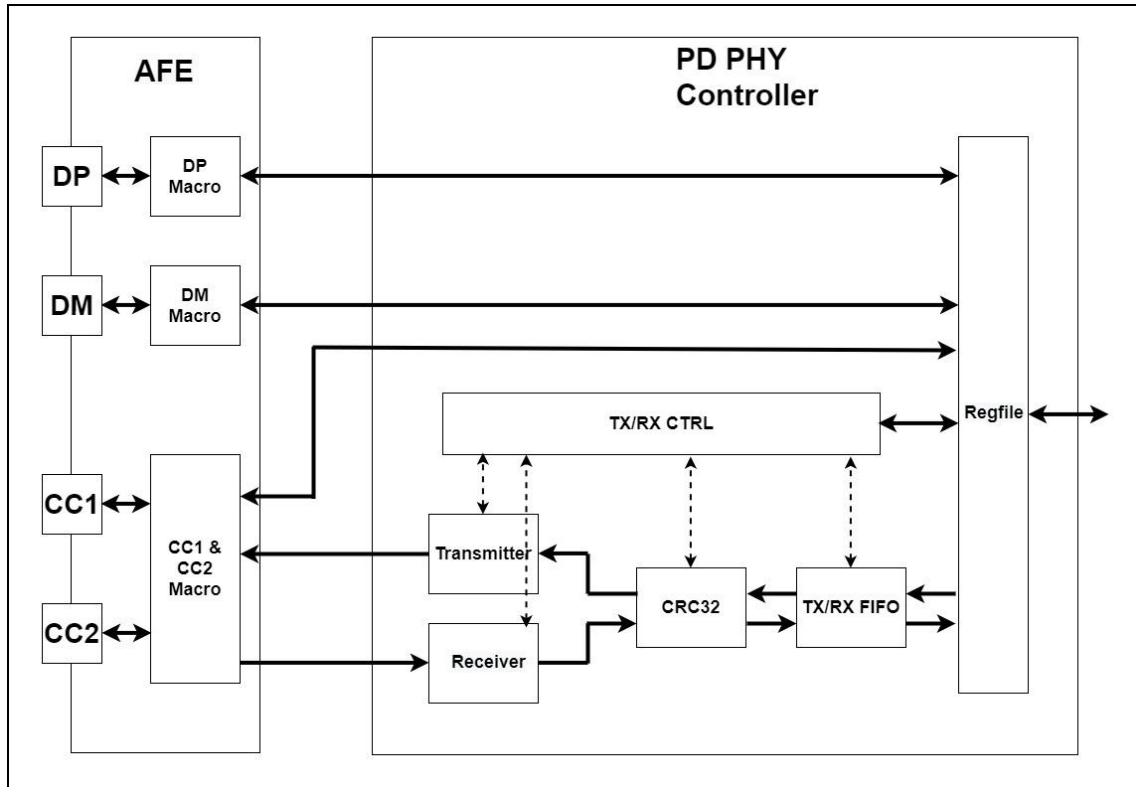 AFE
PD PHY
Controller
DP
DP
Macro
DM
DM
Macro
TX/RX CTRL
Regfile
CC1
CC1 &
CC2
Macro
Transmitter
CRC32
TX/RX FIFO
CC2
Receiver